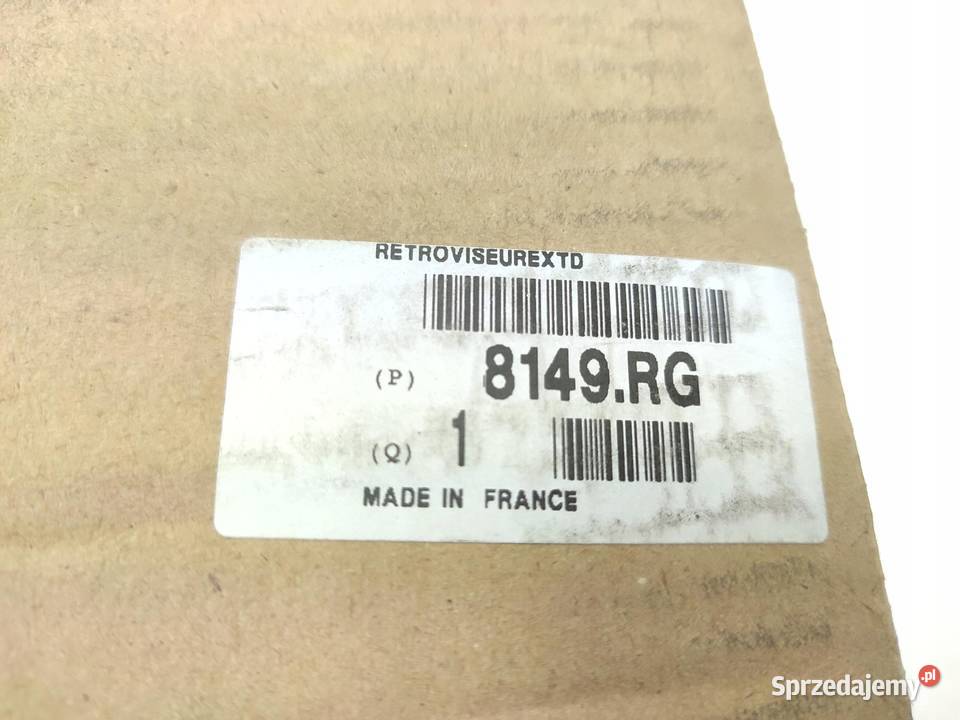 RETROVISEUREXTD
(P) 8149.RG
(Q) 1
MADE IN FRANCE
Sprzedajemy.pl